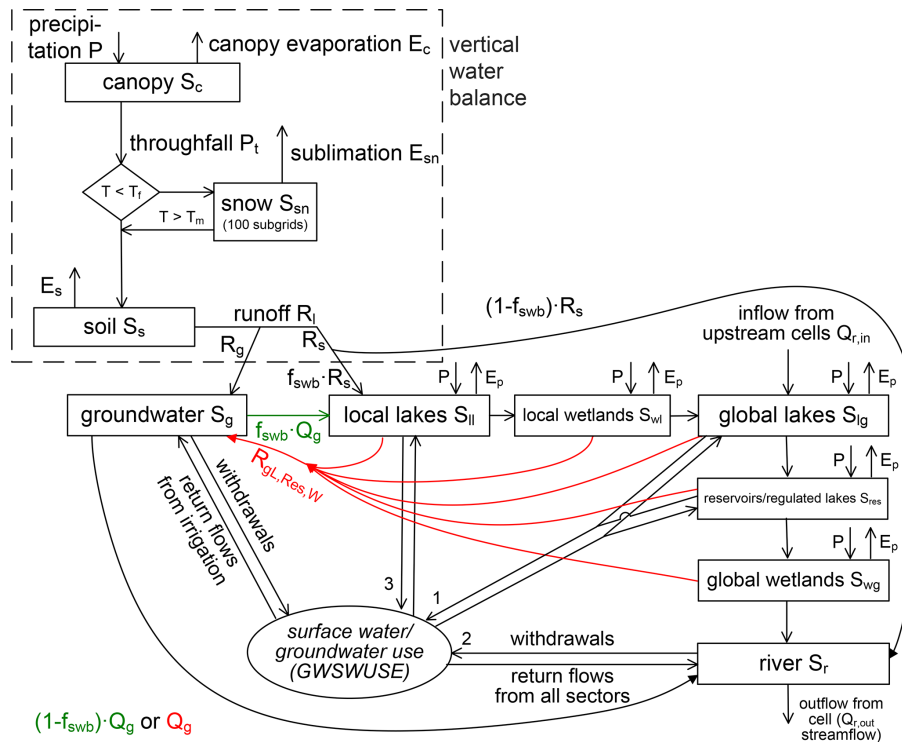 precipi-
tation P
canopy evaporation Ec
vertical
water
balance
canopy Sc
throughfall Pt
sublimation Esn
T < Tf
snow Ssn
(100 subgrids)
T > Tm
Es
soil Ss
runoff Rl
Rg
Rs
(1-fswb)·Rs
inflow from
upstream cells Qr,in
fswb·Rs
P
Ep
P
Ep
P
Ep
groundwater Sg
fswb·Qg
local lakes Sll
local wetlands Swl
global lakes Slg
RgL,Res,W
P
Ep
reservoirs/regulated lakes Sres
withdrawals
return flows
from irrigation
P
Ep
global wetlands Swg
3
1
2
surface water/
groundwater use
(GWSWUSE)
withdrawals
return flows
from all sectors
river Sr
outflow from
cell (Qr,out
streamflow)
(1-fswb)·Qg or Qg